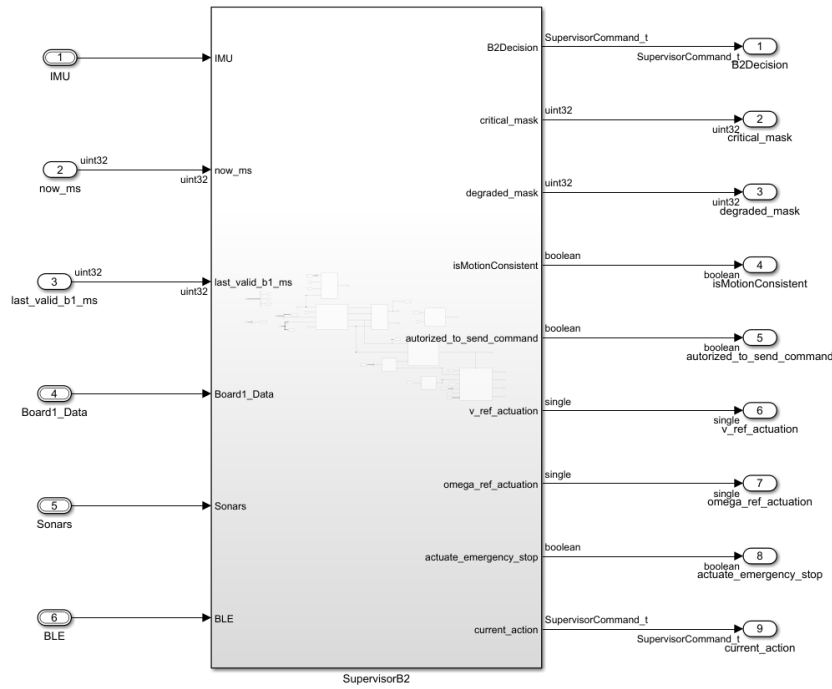 1
IMU
IMU
2
now_ms
uint32
uint32
now_ms
3
last_valid_b1_ms
uint32
uint32
last_valid_b1_ms
4
Board1_Data
Board1_Data
5
Sonars
Sonars
6
BLE
BLE
B2Decision
SupervisorCommand_t
SupervisorCommand_t
1
B2Decision
critical_mask
uint32
uint32
2
critical_mask
degraded_mask
uint32
uint32
3
degraded_mask
isMotionConsistent
boolean
boolean
4
isMotionConsistent
autorized_to_send_command
boolean
boolean
5
autorized_to_send_command
v_ref_actuation
single
single
6
v_ref_actuation
omega_ref_actuation
single
single
7
omega_ref_actuation
actuate_emergency_stop
boolean
boolean
8
actuate_emergency_stop
current_action
SupervisorCommand_t
SupervisorCommand_t
9
current_action
SupervisorB2